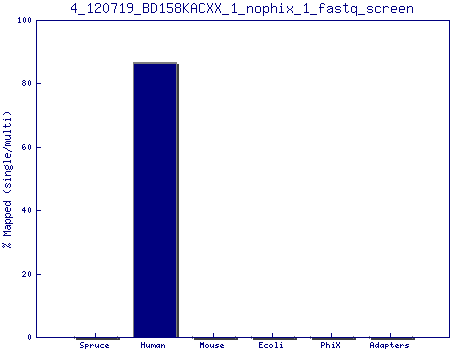 4_120719_BD158KACXX_1_nophix_1_fastq_screen
% Mapped (single/multi)
100
80
60
40
20
0
Spruce Human Mouse Ecoli PhiX Adapters